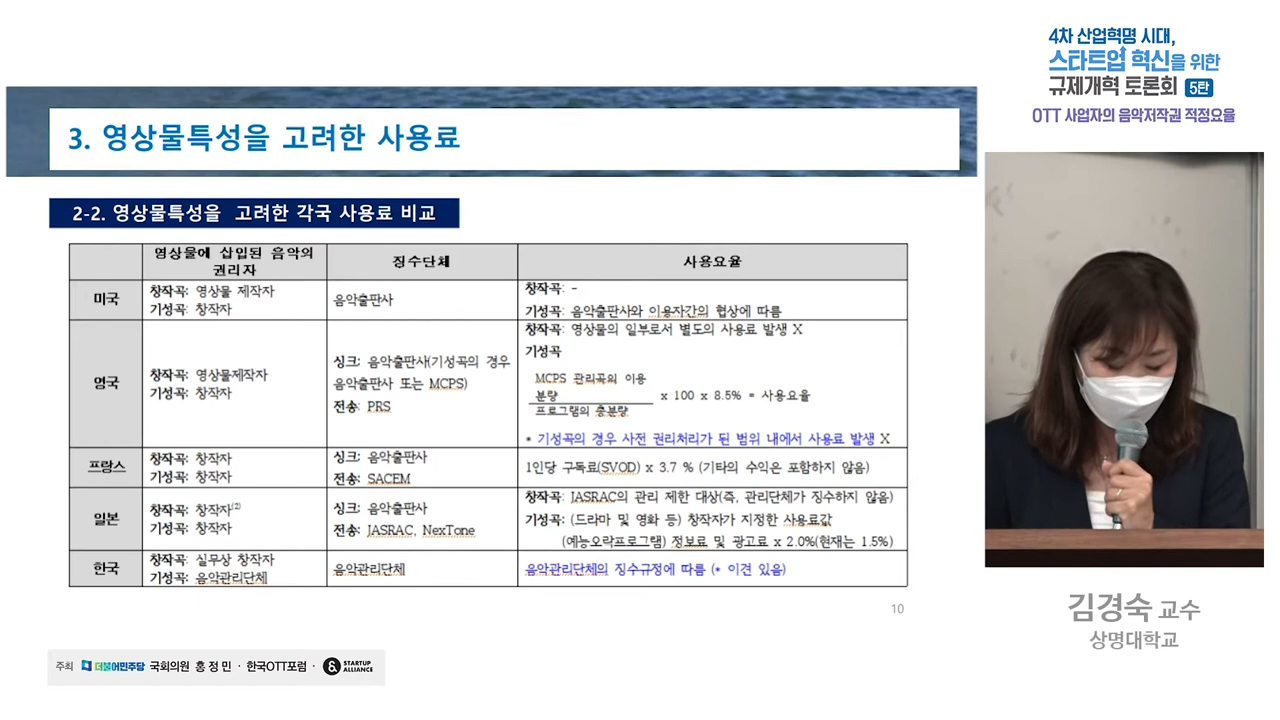 4차 산업혁명 시대,
스타트업 혁신을 위한
규제개혁 토론회 5탄
OTT 사업자의 음악저작권 적정요율
3. 영상물특성을 고려한 사용료
2-2. 영상물특성을 고려한 각국 사용료 비교
영상물에 삽입된 음악의
권리자
징수단체
사용요율
미국
창작곡: 영상물 제작자
기성곡: 창작자
음악출판사
창작곡: -
기성곡: 음악출판사와 이용자간의 협상에 따름
영국
창작곡: 영상물제작자
기성곡: 창작자
싱크: 음악출판사(기성곡의 경우
음악출판사 또는 MCPS)
전송: PRS
창작곡: 영상물의 일부로서 별도의 사용료 발생 X
기성곡
MCPS 관리곡의 이용
분량
프로그램의 총분량
x 100 x 8.5% = 사용요율
* 기성곡의 경우 사전 권리처리가 된 범위 내에서 사용료 발생 X
프랑스
창작곡: 창작자
기성곡: 창작자
싱크: 음악출판사
전송: SACEM
1인당 구독료(SVOD) x 3.7 % (기타의 수익은 포함하지 않음)
일본
창작곡: 창작자(2)
기성곡: 창작자
싱크: 음악출판사
전송: JASRAC, NexTone
창작곡: JASRAC의 관리 제한 대상(즉, 관리단체가 징수하지 않음)
기성곡: (드라마 및 영화 등) 창작자가 지정한 사용료값
(예능오락프로그램) 정보료 및 광고료 x 2.0%(현재는 1.5%)
한국
창작곡: 실무상 창작자
기성곡: 음악관리단체
음악관리단체
음악관리단체의 징수규정에 따름 (* 이견 있음)
10
김경숙 교수
상명대학교
주최 더불어민주당 국회의원 홍정민 · 한국OTT포럼 · STARTUP
ALLIANCE